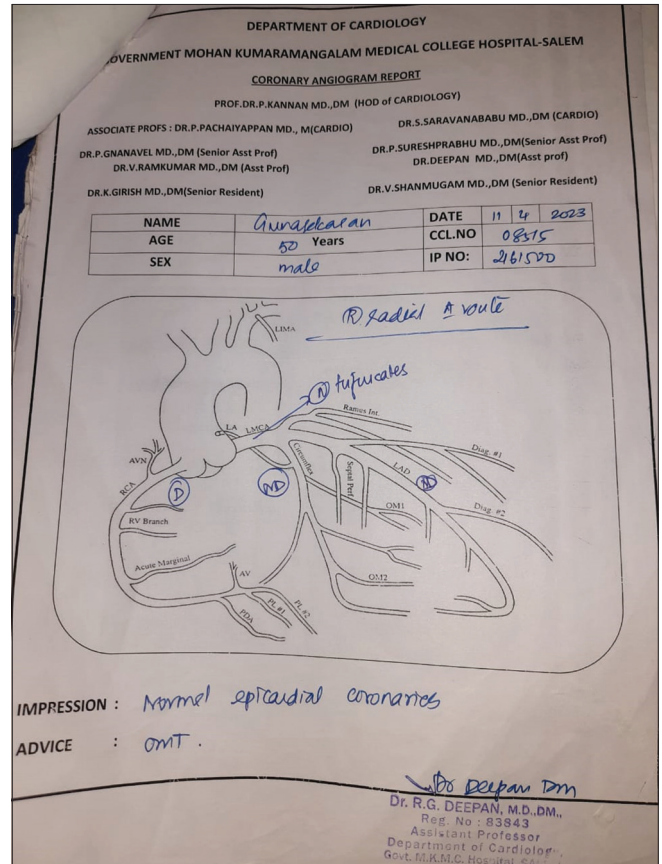 DEPARTMENT OF CARDIOLOGY
OVERNMENT MOHAN KUMARAMANGALAM MEDICAL COLLEGE HOSPITAL-SALEM
CORONARY ANGIOGRAM REPORT
PROF.DR.P.KANNAN MD.,DM (HOD of CARDIOLOGY)
ASSOCIATE PROFS : DR.P.PACHAIYAPPAN MD., M(CARDIO) DR.S.SARAVANABABU MD.,DM (CARDIO)
DR.P.GNANAVEL MD.,DM (Senior Asst Prof) DR.P.SURESHPRABHU MD.,DM(Senior Asst Prof)
DR.V.RAMKUMAR MD.,DM (Asst Prof) DR.DEEPAN MD.,DM(Asst prof)
DR.K.GIRISH MD.,DM(Senior Resident) DR.V.SHANMUGAM MD.,DM (Senior Resident)
NAME Gunasekaran DATE 11 4 2023
AGE 50 Years CCL.NO 08515
SEX male IP NO: 2161500
(R) radial A route
LIMA
(N)
Ramus Int.
LA LMCA
Diag. #1
AVN
Circumflex
Septal Perf.
LAD
RCA
(D)
(ND)
(N)
Diag. #2
OM1
RV Branch
Acute Marginal
AV
OM2
PL #1
PL #2
PDA
IMPRESSION : Normal epicardial coronaries
ADVICE : OMT .
Dr Deepan DM
Dr. R.G. DEEPAN, M.D.,DM.,
Reg. No : 83843
Assistant Professor
Department of Cardiology
Govt. M.K.M.C. Hospital